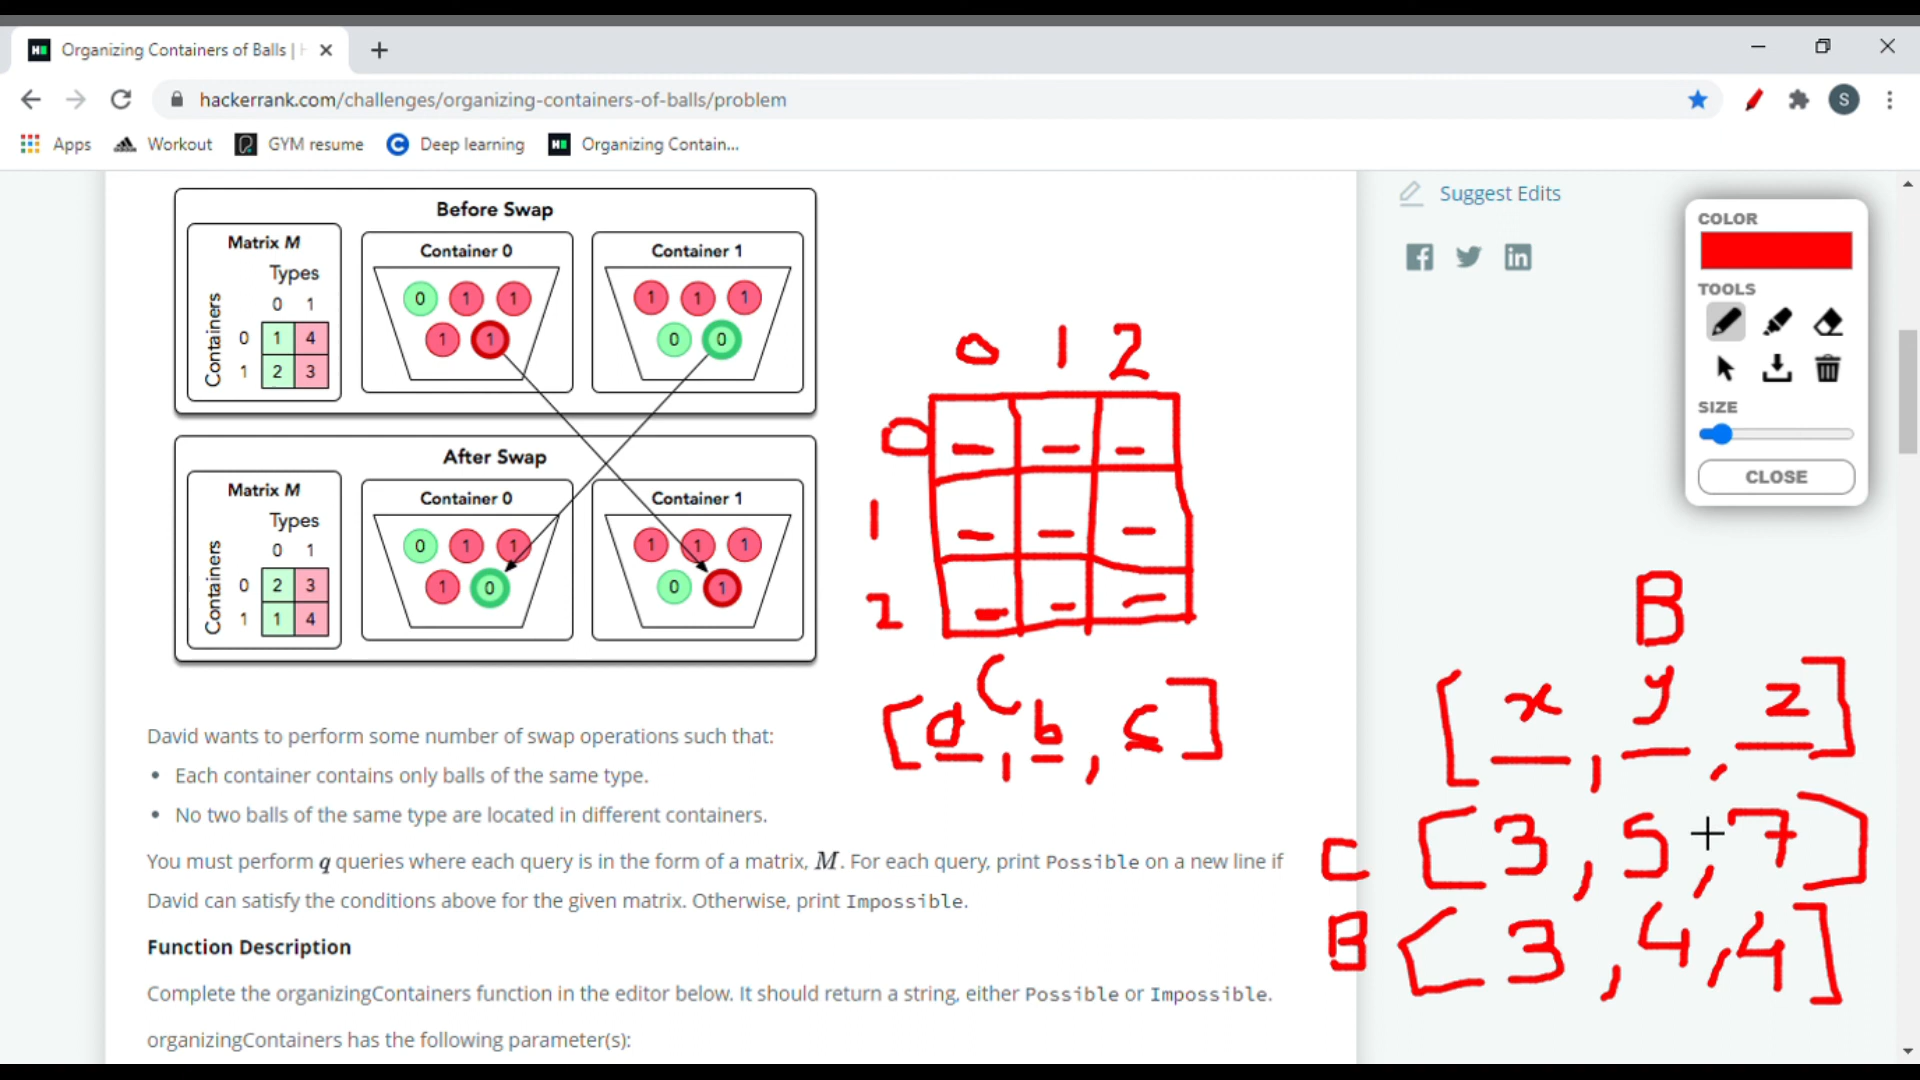 Organizing Containers of Balls | H
hackerrank.com/challenges/organizing-containers-of-balls/problem
S
Apps Workout GYM resume Deep learning Organizing Contain...
Before Swap
Matrix M
Types
0 1
Containers
0 1 4
1 2 3
Container 0
0 1 1
1 1
Container 1
1 1 1
0 0
After Swap
Matrix M
Types
0 1
Containers
0 2 3
1 1 4
Container 0
0 1 1
1 0
Container 1
1 1 1
0 1
0 1 2
0 _ _ _
1 _ _ _
2 _ _ _
C
[a, b, c]
Suggest Edits
COLOR
TOOLS
SIZE
CLOSE
B
[x, y, z]
C [3, 5, 7]
B [3, 4, 4]
David wants to perform some number of swap operations such that:
• Each container contains only balls of the same type.
• No two balls of the same type are located in different containers.
You must perform q queries where each query is in the form of a matrix, M. For each query, print Possible on a new line if
David can satisfy the conditions above for the given matrix. Otherwise, print Impossible.
Function Description
Complete the organizingContainers function in the editor below. It should return a string, either Possible or Impossible.
organizingContainers has the following parameter(s):